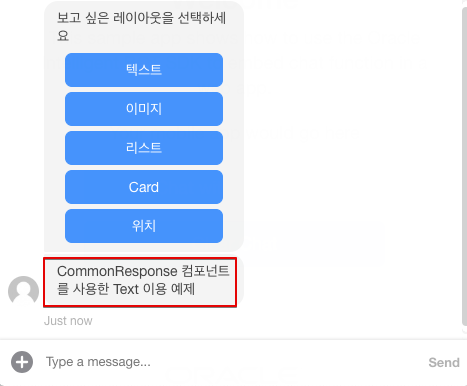 보고 싶은 레이아웃을 선택하세
요
텍스트
이미지
리스트
Card
위치
CommonResponse 컴포넌트
를 사용한 Text 이용 예제
Just now
Type a message...
Send